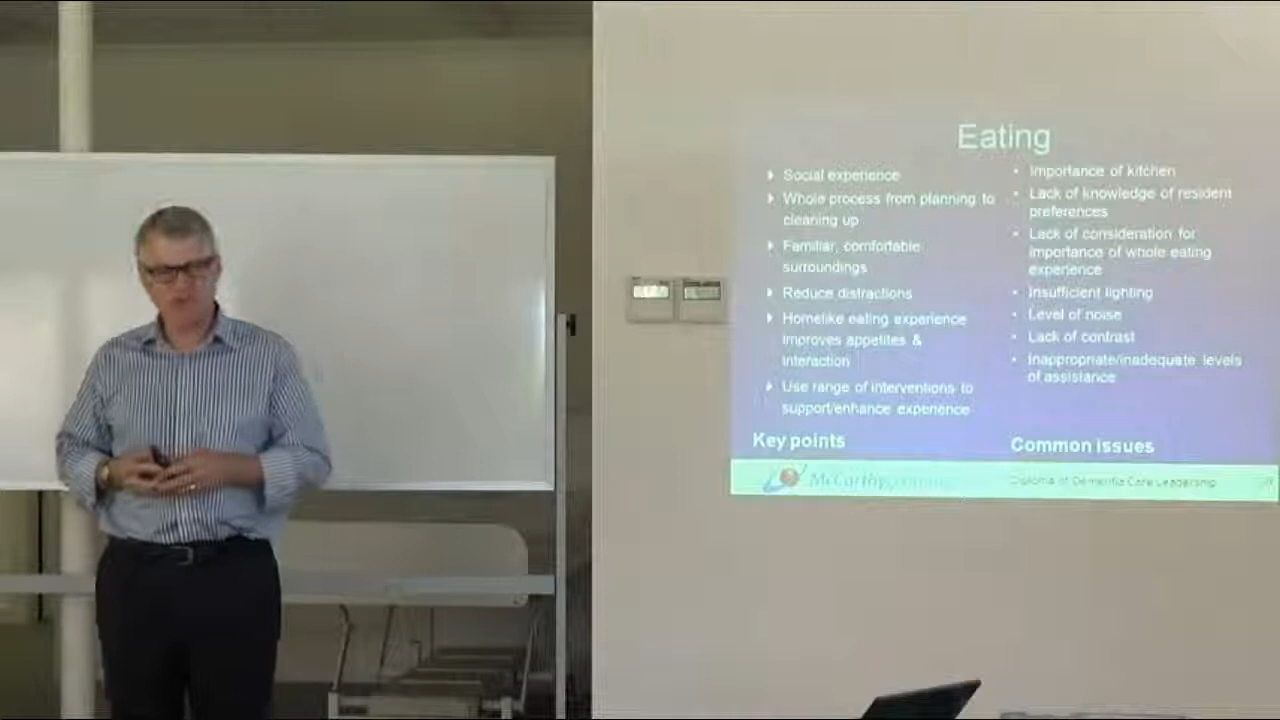 Eating
Social experience
Whole process from planning to
cleaning up
Familiar, comfortable
surroundings
Reduce distractions
Homelike eating experience
improves appetites &
interaction
Use range of interventions to
support/enhance experience
Key points
Importance of kitchen
Lack of knowledge of resident
preferences
Lack of consideration for
importance of whole eating
experience
Insufficient lighting
Level of noise
Lack of contrast
Inappropriate/inadequate levels
of assistance
Common issues
McCarthy
Diploma of Dementia Care Leadership